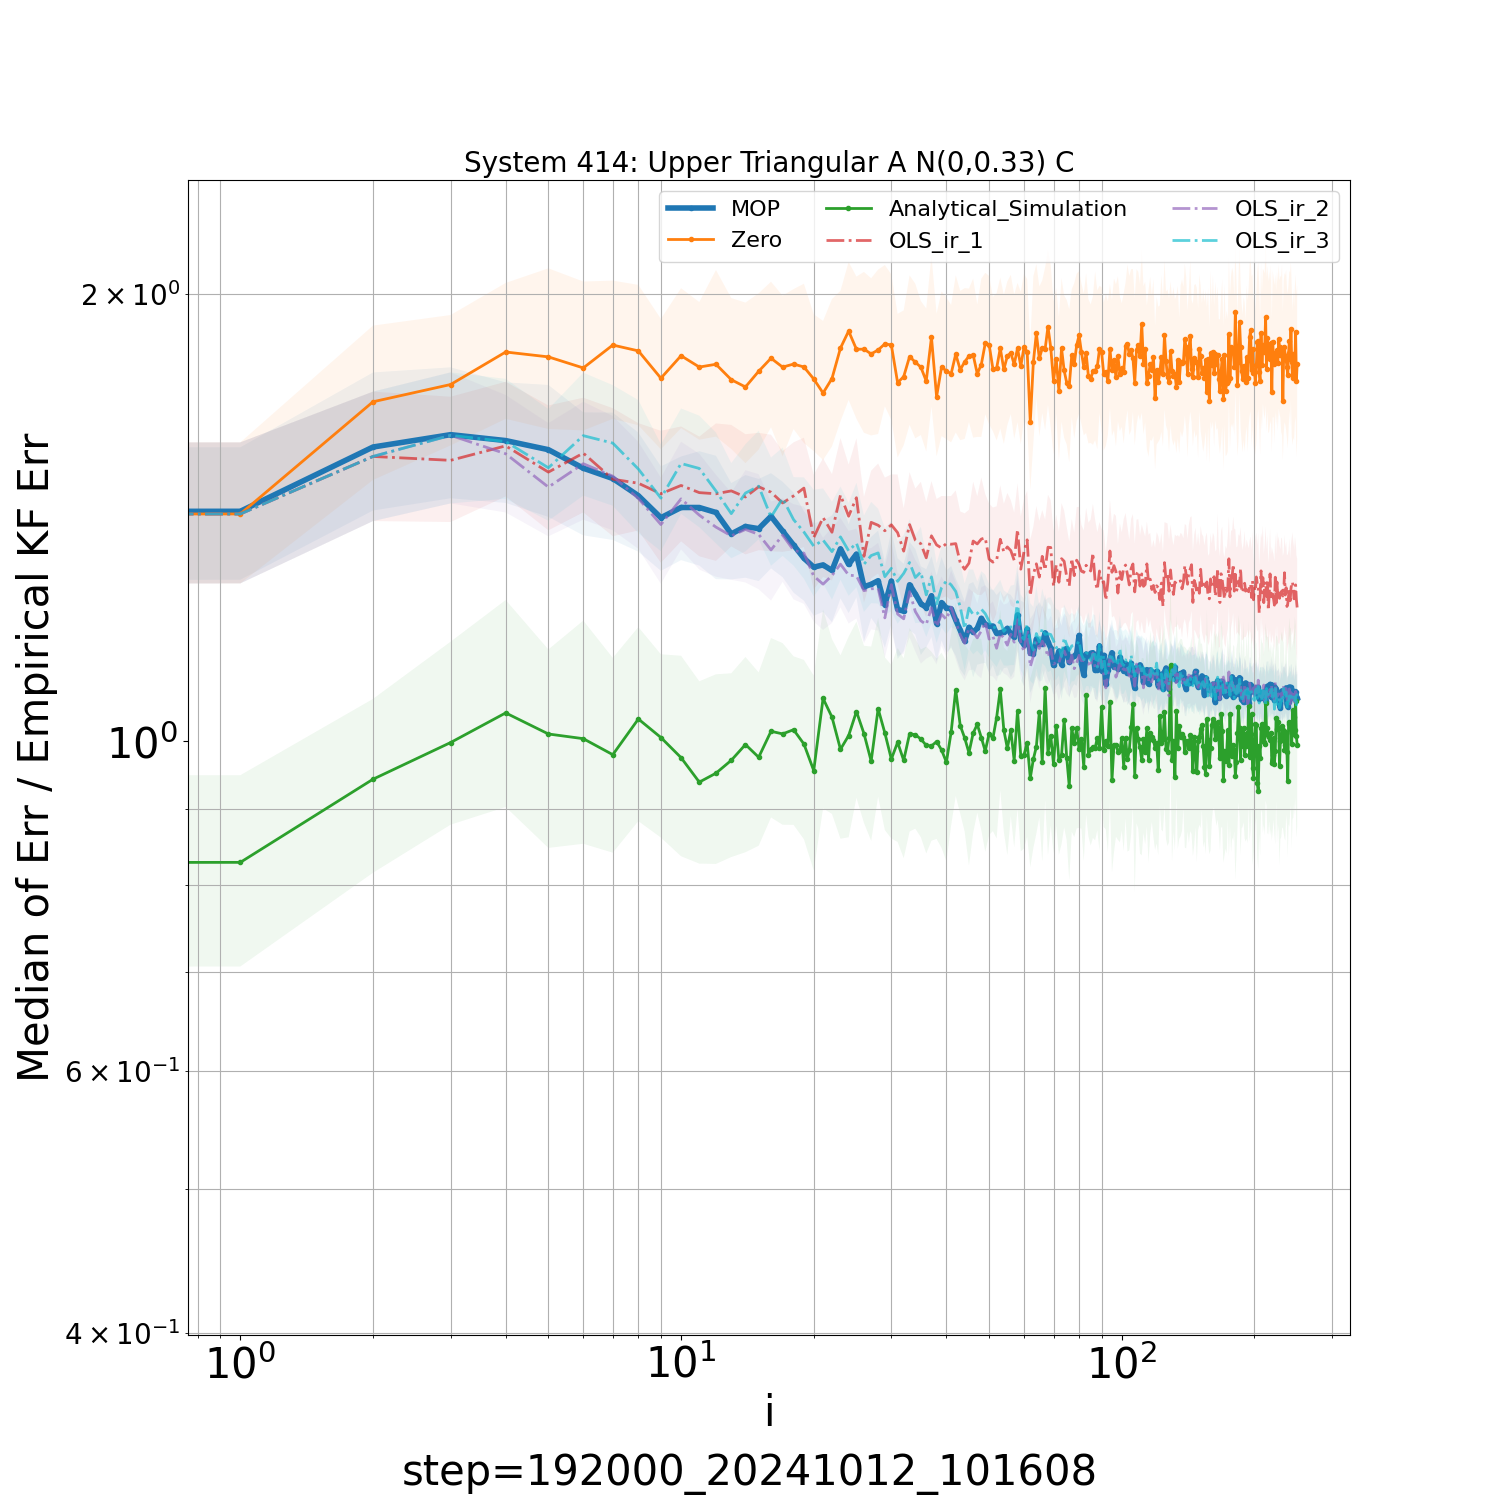 System 414: Upper Triangular A N(0,0.33) C
MOP
Zero
Analytical_Simulation
OLS_ir_1
OLS_ir_2
OLS_ir_3
Median of Err / Empirical KF Err
2 × 10⁰
10⁰
6 × 10⁻¹
4 × 10⁻¹
10⁰ 10¹ 10²
i
step=192000_20241012_101608